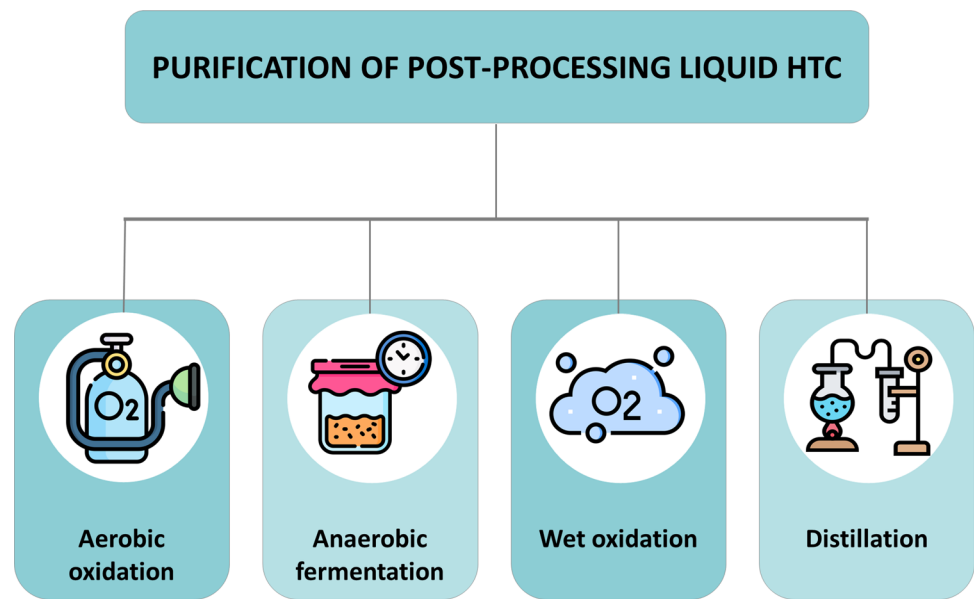 PURIFICATION OF POST-PROCESSING LIQUID HTC
O2
O2
Aerobic
oxidation
Anaerobic
fermentation
Wet oxidation
Distillation